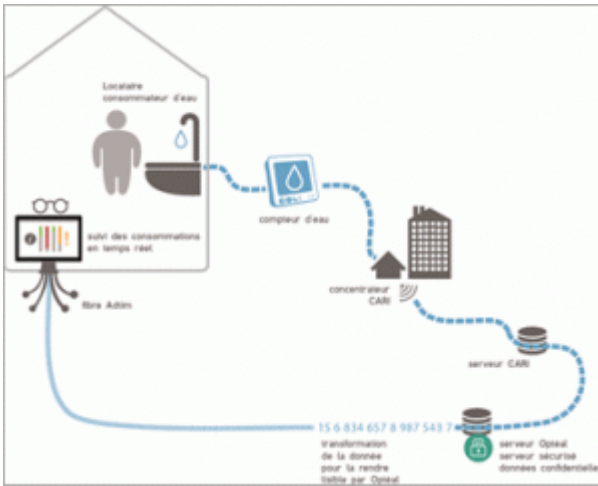 Locataire
consommateur d'eau
compteur d'eau
suivi des consommations
en temps réel
fibre Adtim
concentrateur
CARI
serveur CARI
15 6 834 657 8 987 543 7
transformation
de la donnée
pour la rendre
lisible par Optéal
serveur Optéal
serveur sécurisé
données confidentielles